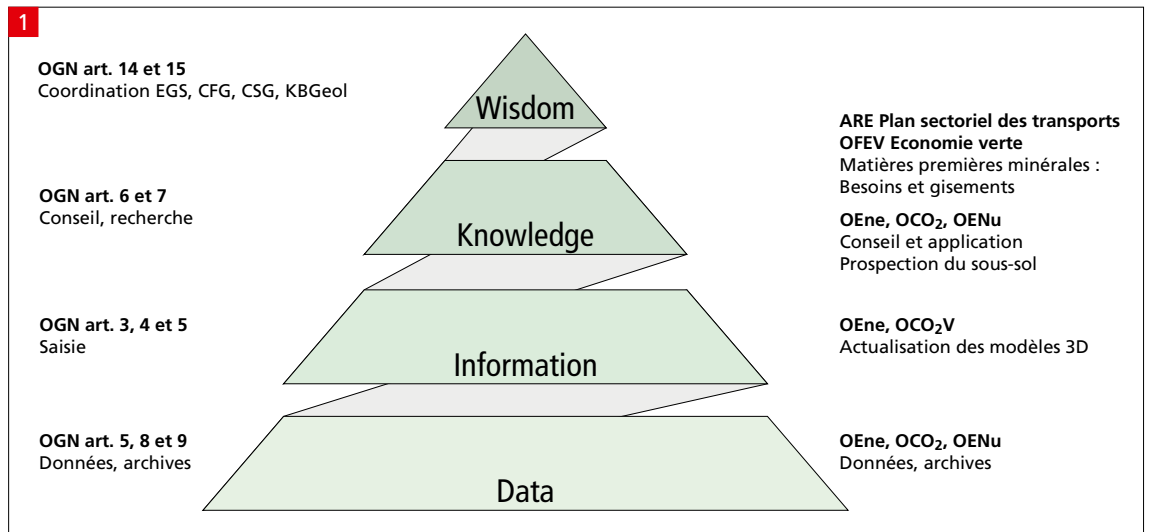 1
OGN art. 14 et 15
Coordination EGS, CFG, CSG, KBGeol
Wisdom
ARE Plan sectoriel des transports
OFEV Economie verte
Matières premières minérales :
Besoins et gisements
OGN art. 6 et 7
Conseil, recherche
Knowledge
OEne, OCO₂, OENu
Conseil et application
Prospection du sous-sol
OGN art. 3, 4 et 5
Saisie
Information
OEne, OCO₂V
Actualisation des modèles 3D
OGN art. 5, 8 et 9
Données, archives
Data
OEne, OCO₂, OENu
Données, archives